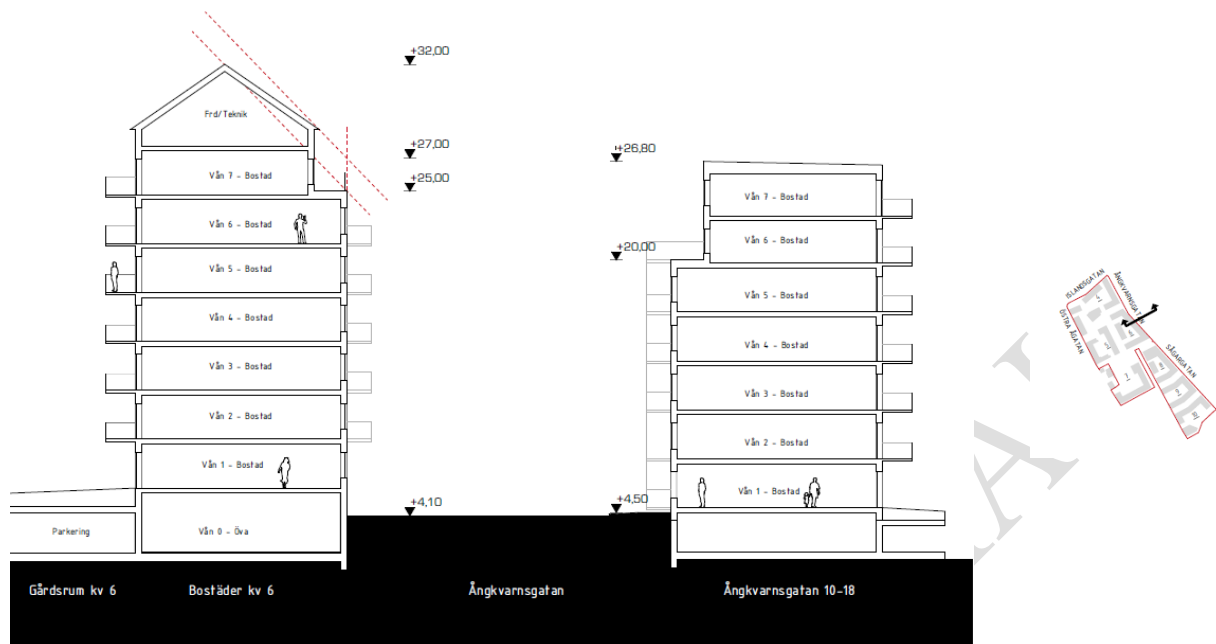 +32,00
Frd/Teknik
+27,00
+26,80
Vån 7 - Bostad
+25,00
Vån 7 - Bostad
Vån 6 - Bostad
+20,00
Vån 6 - Bostad
Vån 5 - Bostad
Vån 5 - Bostad
Vån 4 - Bostad
Vån 4 - Bostad
Vån 3 - Bostad
Vån 3 - Bostad
Vån 2 - Bostad
Vån 2 - Bostad
Vån 1 - Bostad
Vån 1 - Bostad
+4,10
+4,50
Parkering
Vån 0 - Öva
Gårdsrum kv 6
Bostäder kv 6
Ångkvarnsgatan
Ångkvarnsgatan 10-18
ISLANDSGATAN
ÅNGKVARNSGATAN
ÖSTRA ÅGATAN
SÅGARGATAN